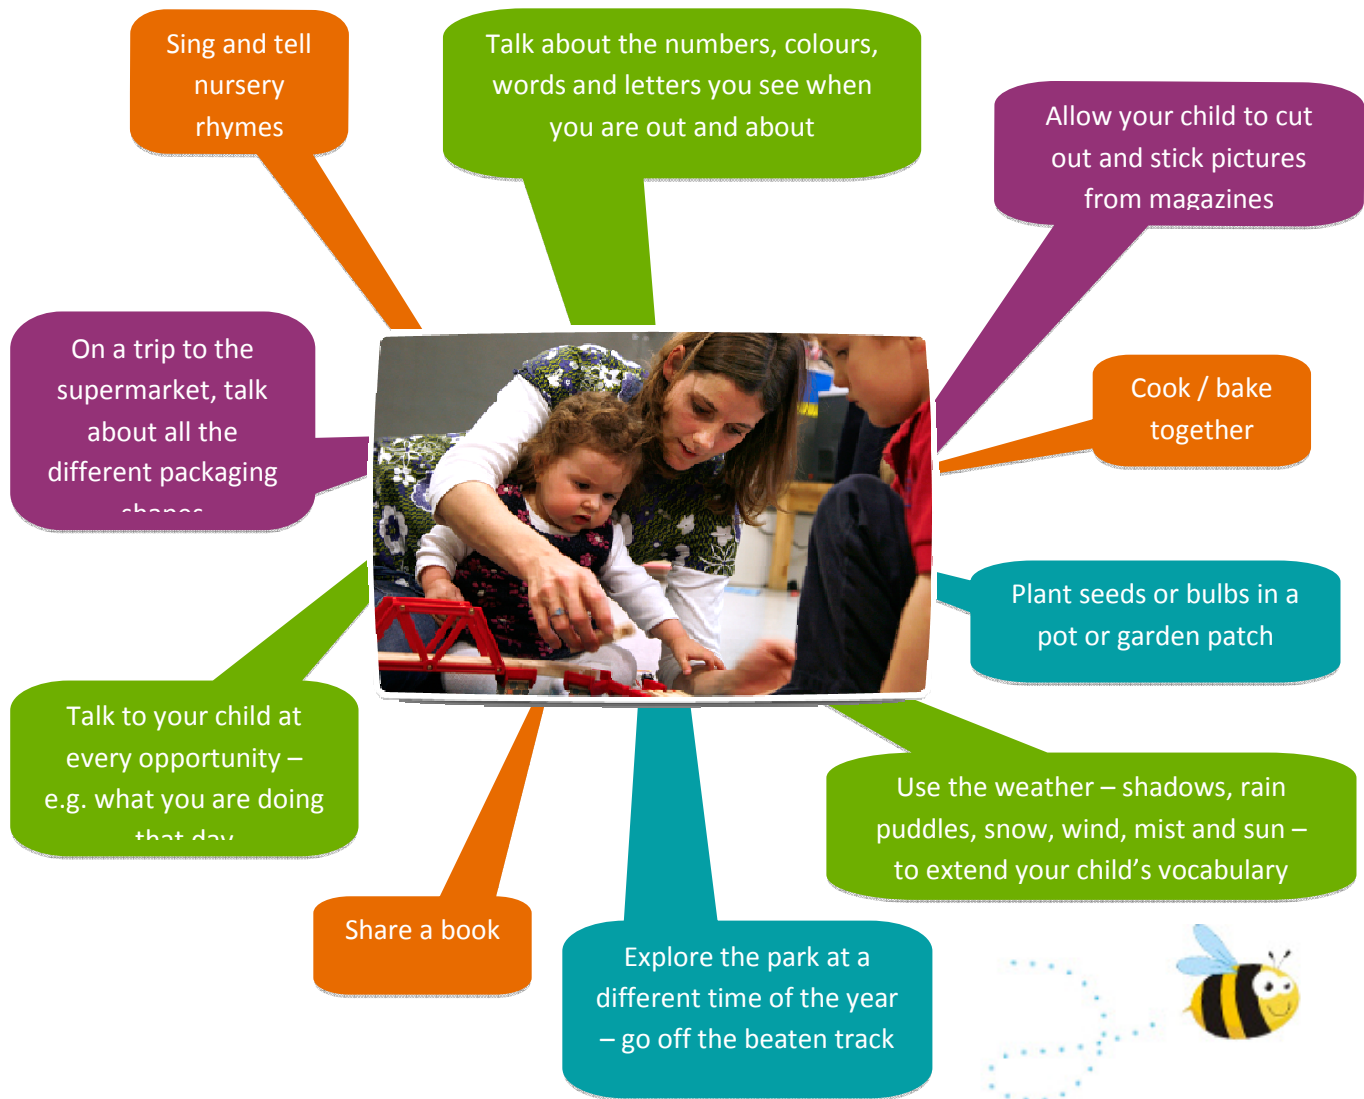 Sing and tell
nursery
rhymes
Talk about the numbers, colours,
words and letters you see when
you are out and about
Allow your child to cut
out and stick pictures
from magazines
On a trip to the
supermarket, talk
about all the
different packaging
shapes
Cook / bake
together
Plant seeds or bulbs in a
pot or garden patch
Talk to your child at
every opportunity –
e.g. what you are doing
that day
Use the weather – shadows, rain
puddles, snow, wind, mist and sun –
to extend your child’s vocabulary
Share a book
Explore the park at a
different time of the year
– go off the beaten track